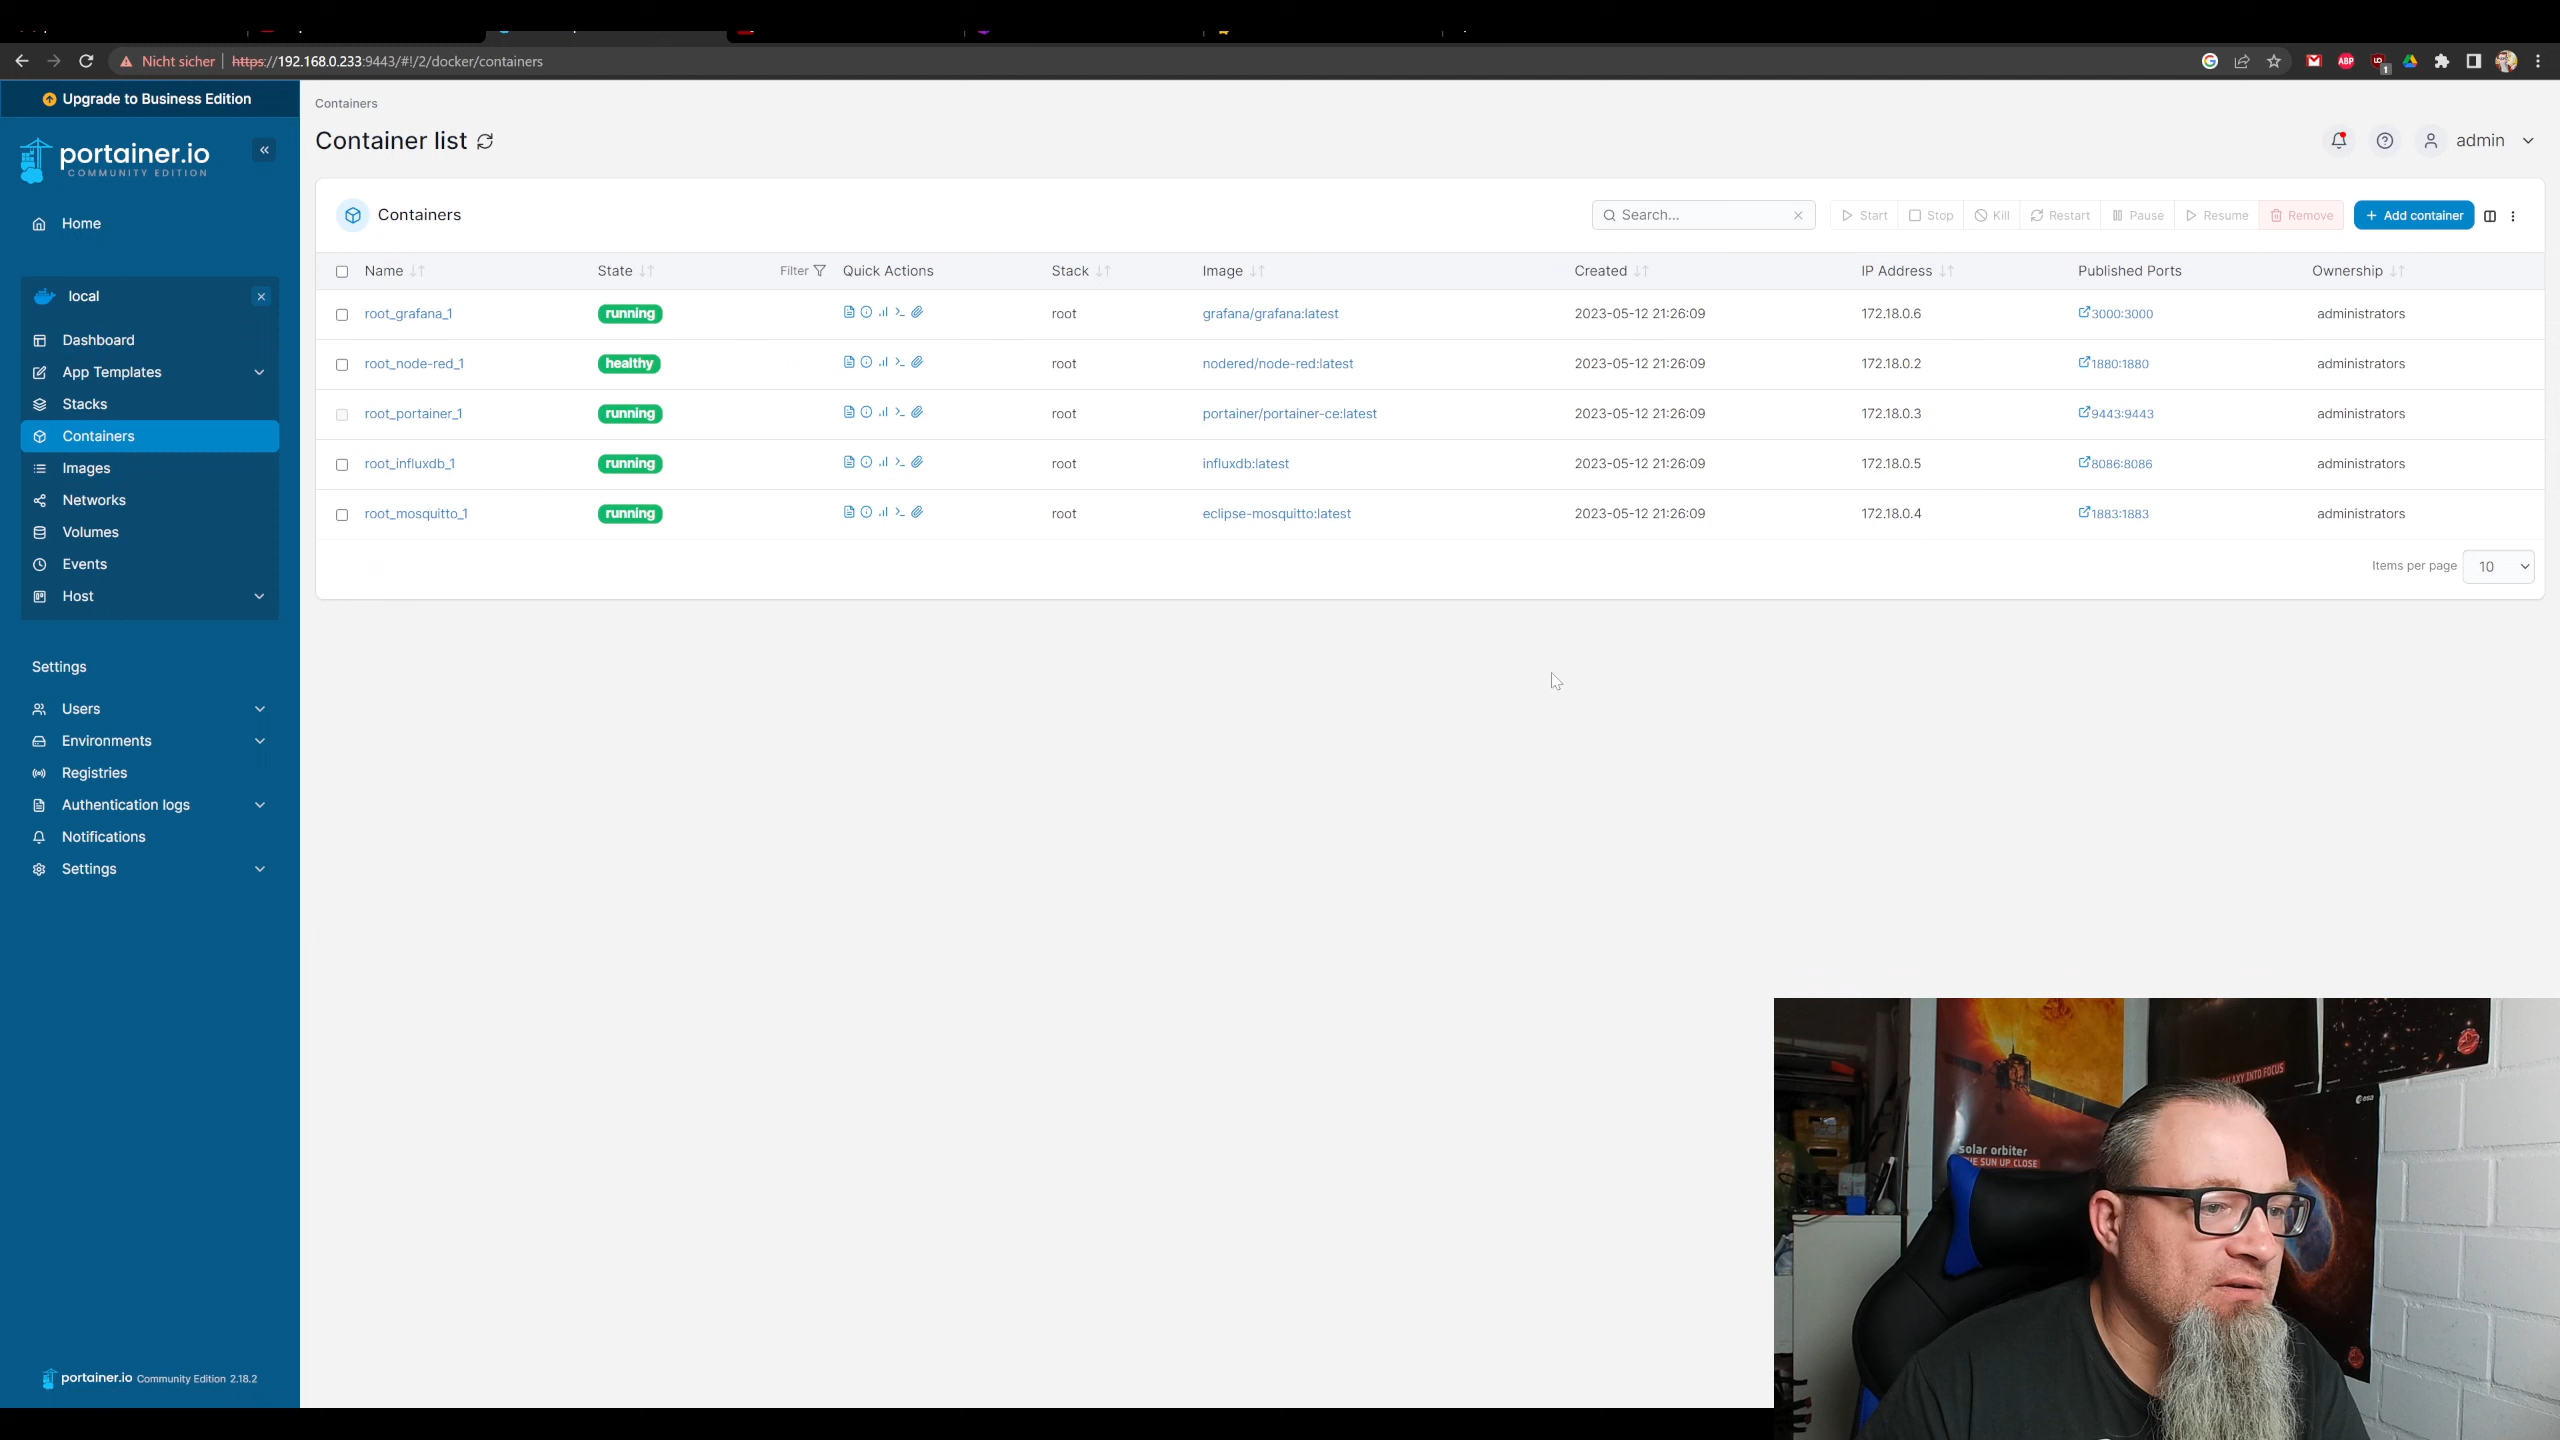 Nicht sicher https://192.168.0.233:9443/#!/2/docker/containers
ABP
1
Upgrade to Business Edition
portainer.io
COMMUNITY EDITION
Home
local
Dashboard
App Templates
Stacks
Containers
Images
Networks
Volumes
Events
Host
Settings
Users
Environments
Registries
Authentication logs
Notifications
Settings
portainer.io Community Edition 2.18.2
Containers
Container list
admin
Containers
Search...
Start Stop Kill Restart Pause Resume Remove
+ Add container
Name State Filter Quick Actions Stack Image Created IP Address Published Ports Ownership
root_grafana_1 running root grafana/grafana:latest 2023-05-12 21:26:09 172.18.0.6 3000:3000 administrators
root_node-red_1 healthy root nodered/node-red:latest 2023-05-12 21:26:09 172.18.0.2 1880:1880 administrators
root_portainer_1 running root portainer/portainer-ce:latest 2023-05-12 21:26:09 172.18.0.3 9443:9443 administrators
root_influxdb_1 running root influxdb:latest 2023-05-12 21:26:09 172.18.0.5 8086:8086 administrators
root_mosquitto_1 running root eclipse-mosquitto:latest 2023-05-12 21:26:09 172.18.0.4 1883:1883 administrators
Items per page 10
INTO FOCUS
esa
solar orbiter
THE SUN UP CLOSE